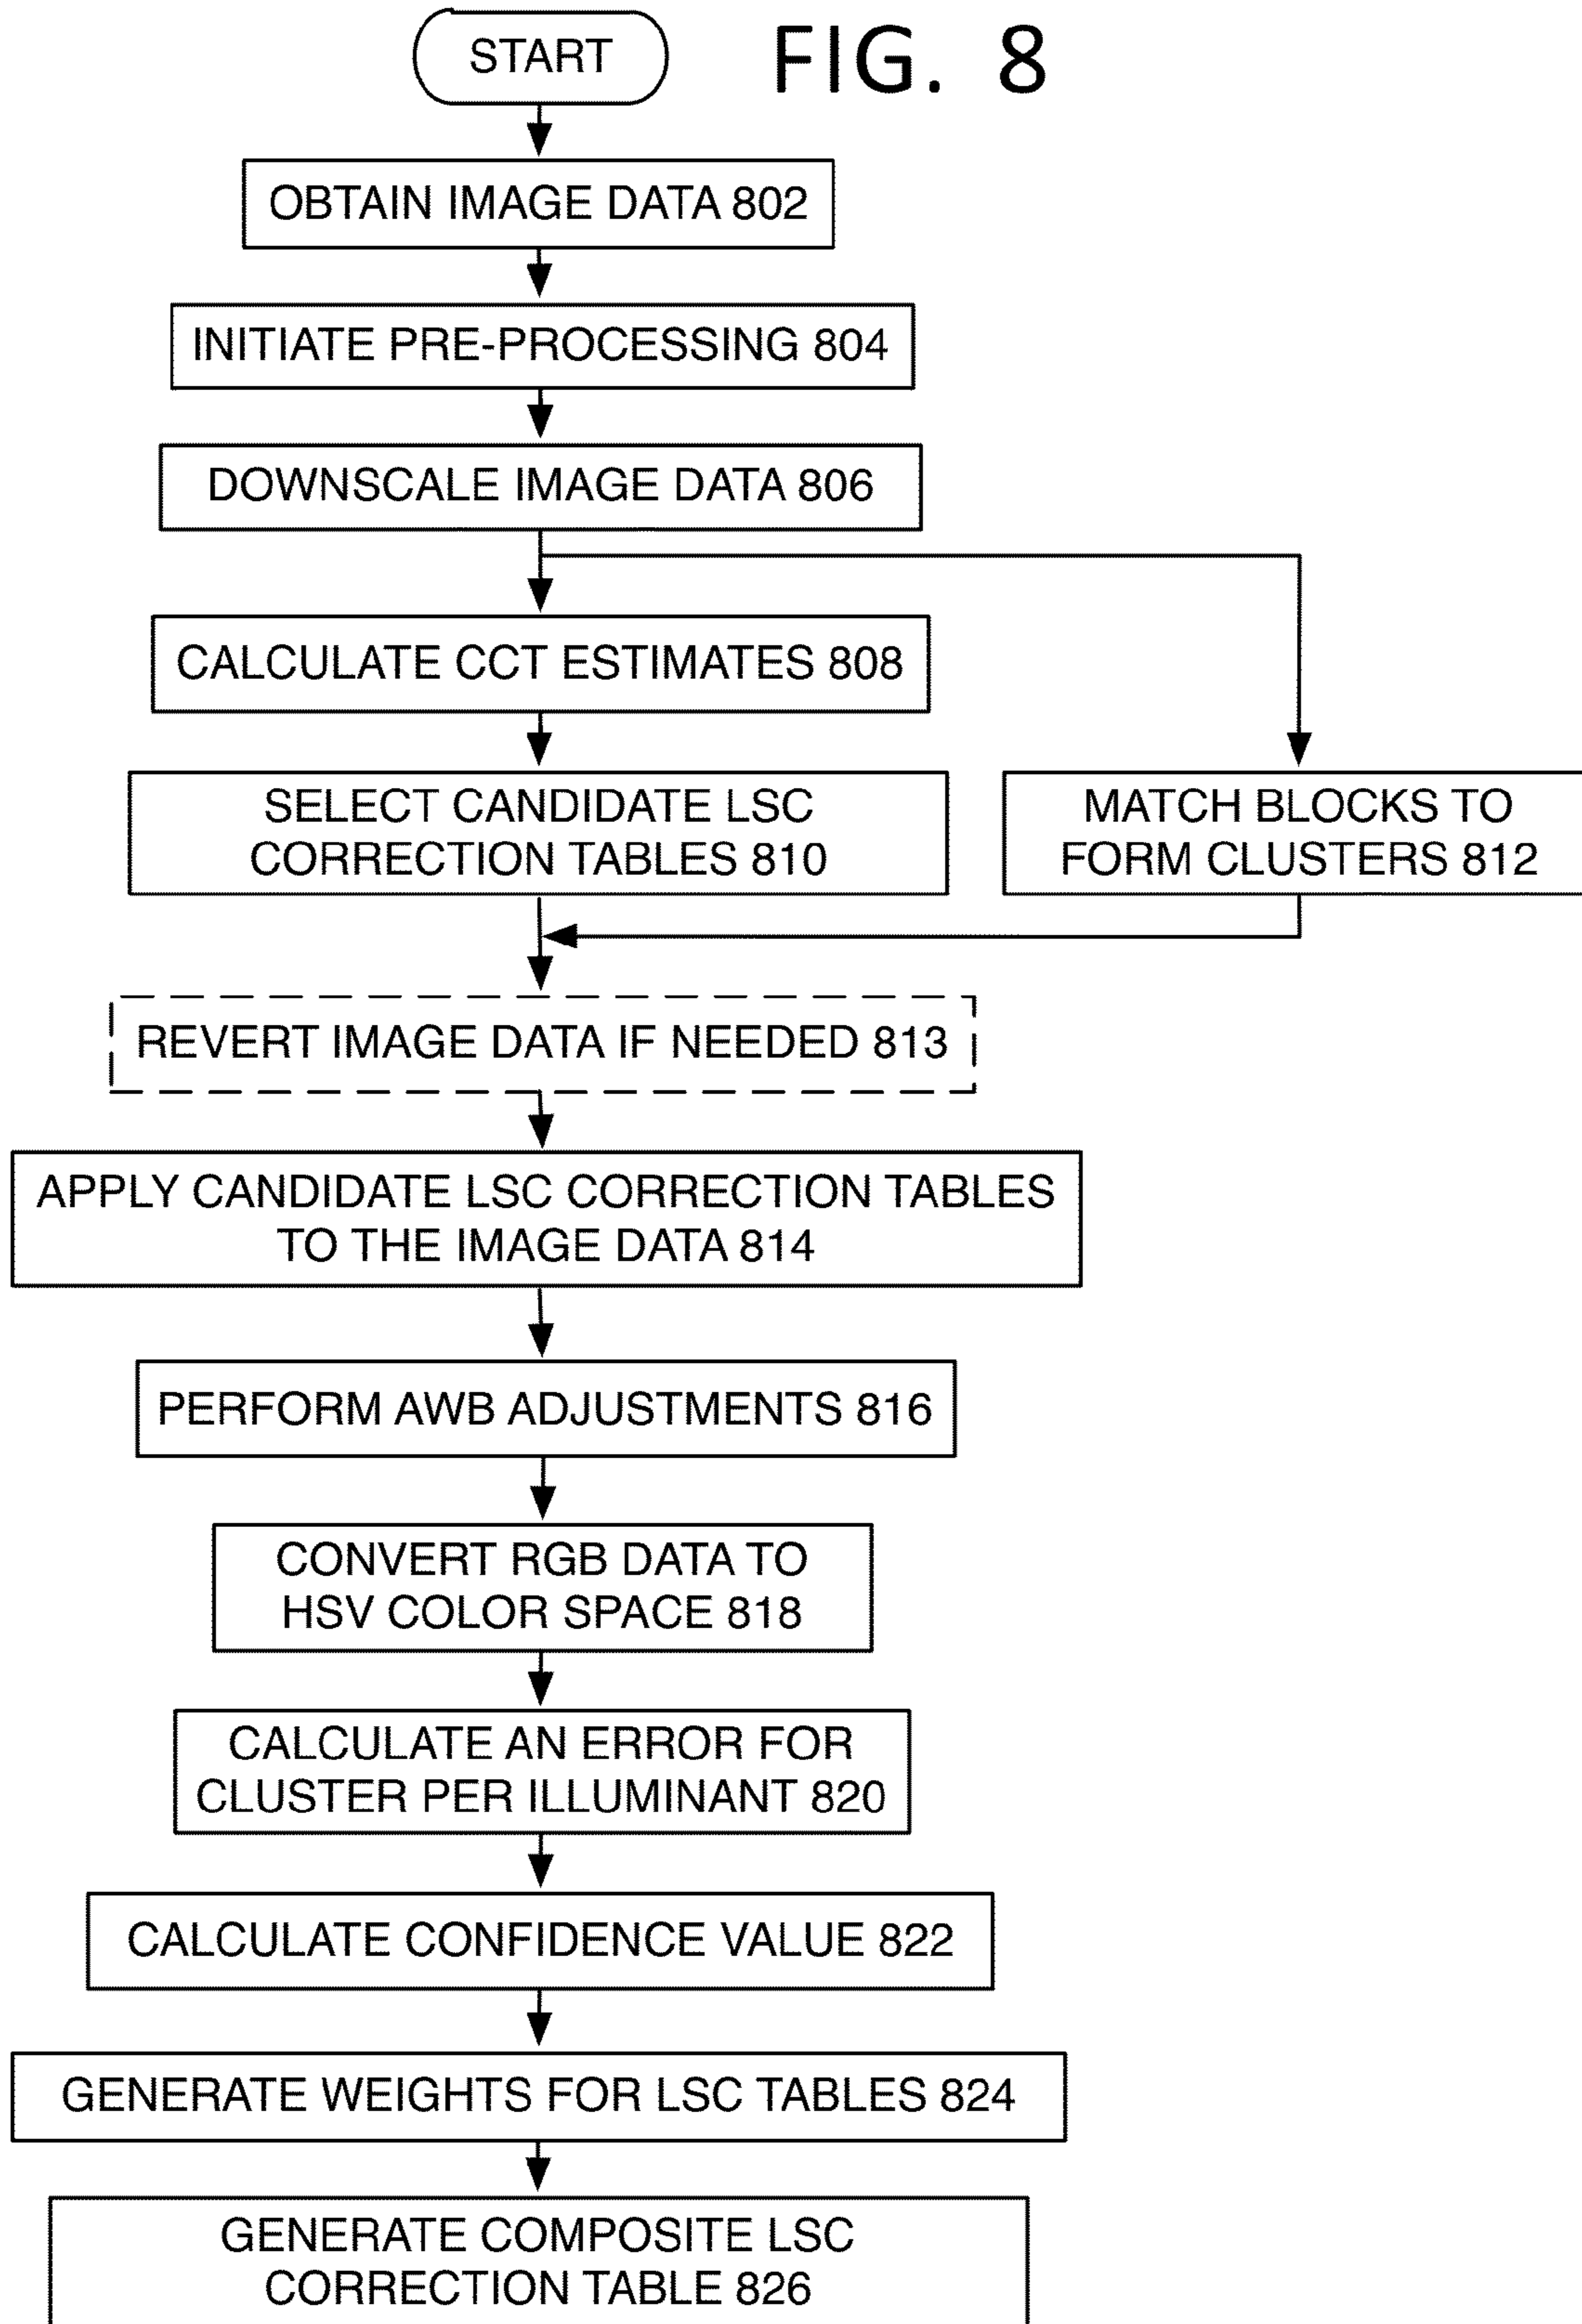 START
FIG. 8
OBTAIN IMAGE DATA 802
INITIATE PRE-PROCESSING 804
DOWNSCALE IMAGE DATA 806
CALCULATE CCT ESTIMATES 808
SELECT CANDIDATE LSC
CORRECTION TABLES 810
MATCH BLOCKS TO
FORM CLUSTERS 812
REVERT IMAGE DATA IF NEEDED 813
APPLY CANDIDATE LSC CORRECTION TABLES
TO THE IMAGE DATA 814
PERFORM AWB ADJUSTMENTS 816
CONVERT RGB DATA TO
HSV COLOR SPACE 818
CALCULATE AN ERROR FOR
CLUSTER PER ILLUMINANT 820
CALCULATE CONFIDENCE VALUE 822
GENERATE WEIGHTS FOR LSC TABLES 824
GENERATE COMPOSITE LSC
CORRECTION TABLE 826